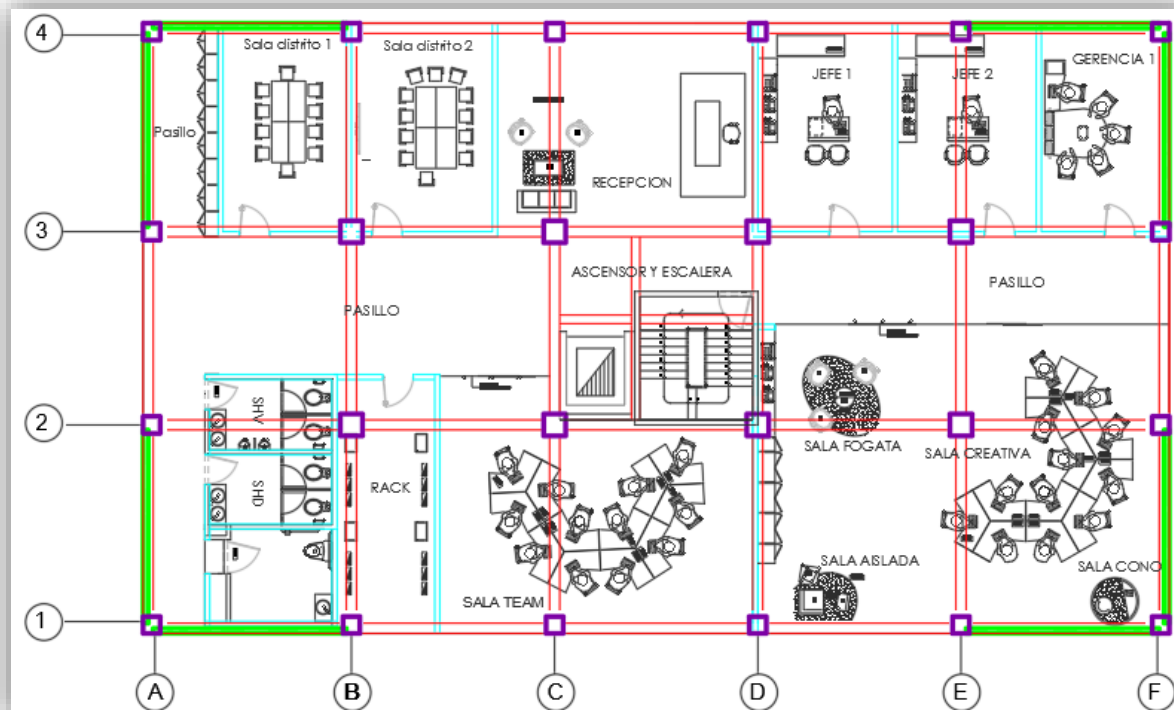 4
Sala distrito 1
Sala distrito 2
JEFE 1
JEFE 2
GERENCIA 1
Pasillo
RECEPCION
3
ASCENSOR Y ESCALERA
PASILLO
PASILLO
SHV
2
SALA FOGATA
SALA CREATIVA
SHD
RACK
SALA AISLADA
SALA CONO
SALA TEAM
1
A
B
C
D
E
F